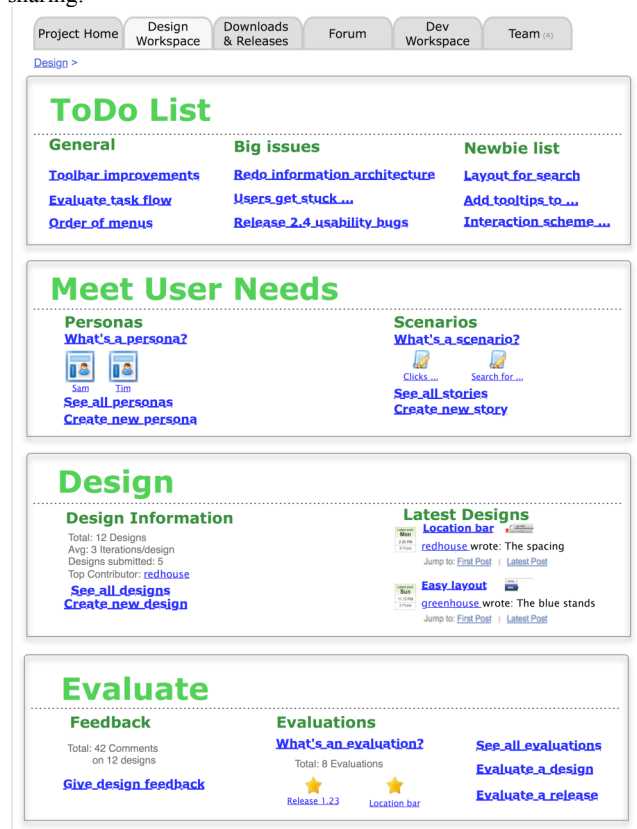 sharing.
Project Home
Design Workspace
Downloads & Releases
Forum
Dev Workspace
Team (4)
Design >
ToDo List
General
Big issues
Newbie list
Toolbar improvements
Redo information architecture
Layout for search
Evaluate task flow
Users get stuck ...
Add tooltips to ...
Order of menus
Release 2.4 usability bugs
Interaction scheme ...
Meet User Needs
Personas
Scenarios
What's a persona?
What's a scenario?
Sam
Tim
Clicks ...
Search for ...
See all personas
See all stories
Create new persona
Create new story
Design
Design Information
Latest Designs
Total: 12 Designs
Avg: 3 Iterations/design
Designs submitted: 5
Top Contributor: redhouse
See all designs
Create new design
Mon
2:35 PM
Location bar
redhouse wrote: The spacing
Jump to: First Post | Latest Post
Sun
11:13 PM
Easy layout
greenhouse wrote: The blue stands
Jump to: First Post | Latest Post
Evaluate
Feedback
Evaluations
Total: 42 Comments
on 12 designs
Give design feedback
What's an evaluation?
Total: 8 Evaluations
Release 1.23
Location bar
See all evaluations
Evaluate a design
Evaluate a release